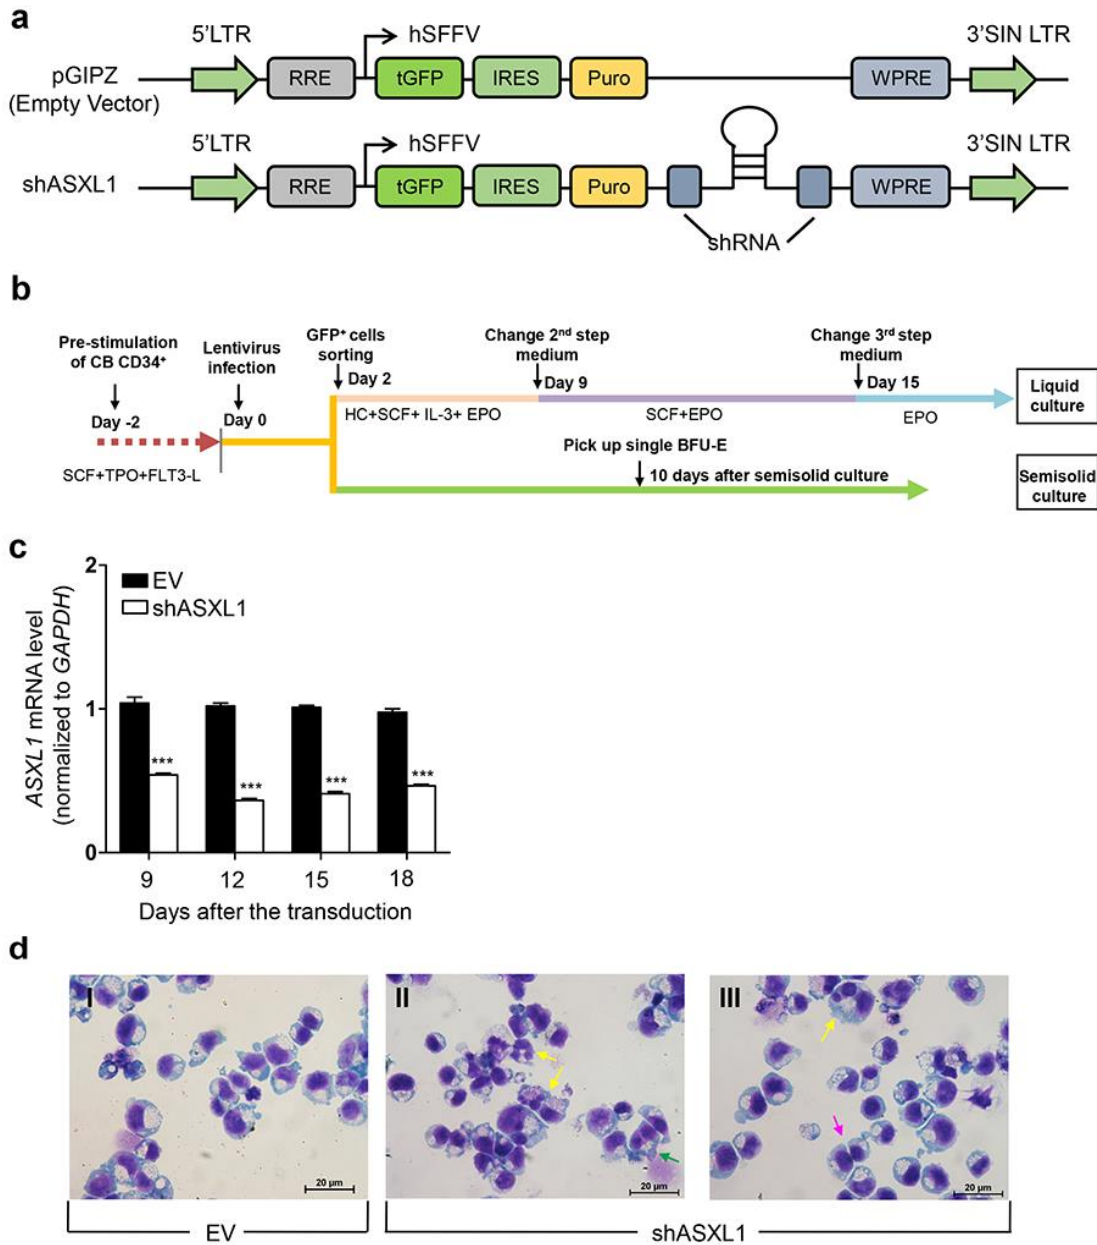 a
5'LTR hSFFV 3'SIN LTR
pGIPZ
(Empty Vector)
RRE tGFP IRES Puro WPRE
5'LTR hSFFV 3'SIN LTR
shASXL1
RRE tGFP IRES Puro WPRE
shRNA
b
Pre-stimulation
of CB CD34⁺
Day -2
SCF+TPO+FLT3-L
Lentivirus
infection
Day 0
GFP⁺ cells
sorting
Day 2
HC+SCF+ IL-3+ EPO
Change 2ⁿᵈ step
medium
Day 9
SCF+EPO
Change 3ʳᵈ step
medium
Day 15
EPO
Liquid
culture
Pick up single BFU-E
10 days after semisolid culture
Semisolid
culture
c
ASXL1 mRNA level
(normalized to GAPDH)
2
1
0
EV
shASXL1
*** *** *** ***
9 12 15 18
Days after the transduction
d
I II III
20 µm 20 µm 20 µm
EV shASXL1